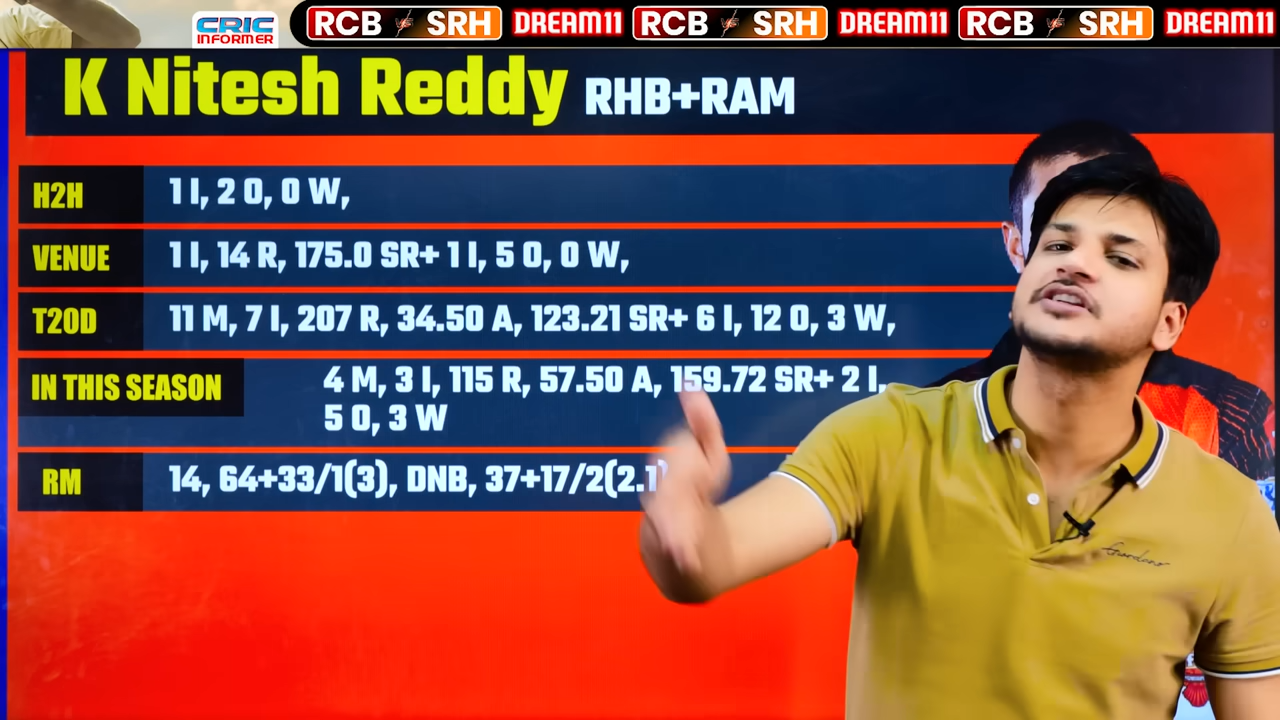 CRIC
INFORMER
RCB SRH DREAM11 RCB SRH DREAM11 RCB SRH DREAM11
K Nitesh Reddy RHB+RAM
H2H 1 I, 2 O, 0 W,
VENUE 1 I, 14 R, 175.0 SR+ 1 I, 5 O, 0 W,
T20D 11 M, 7 I, 207 R, 34.50 A, 123.21 SR+ 6 I, 12 O, 3 W,
IN THIS SEASON 4 M, 3 I, 115 R, 57.50 A, 159.72 SR+ 2 I,
5 O, 3 W
RM 14, 64+33/1(3), DNB, 37+17/2(2.1)
Giordano